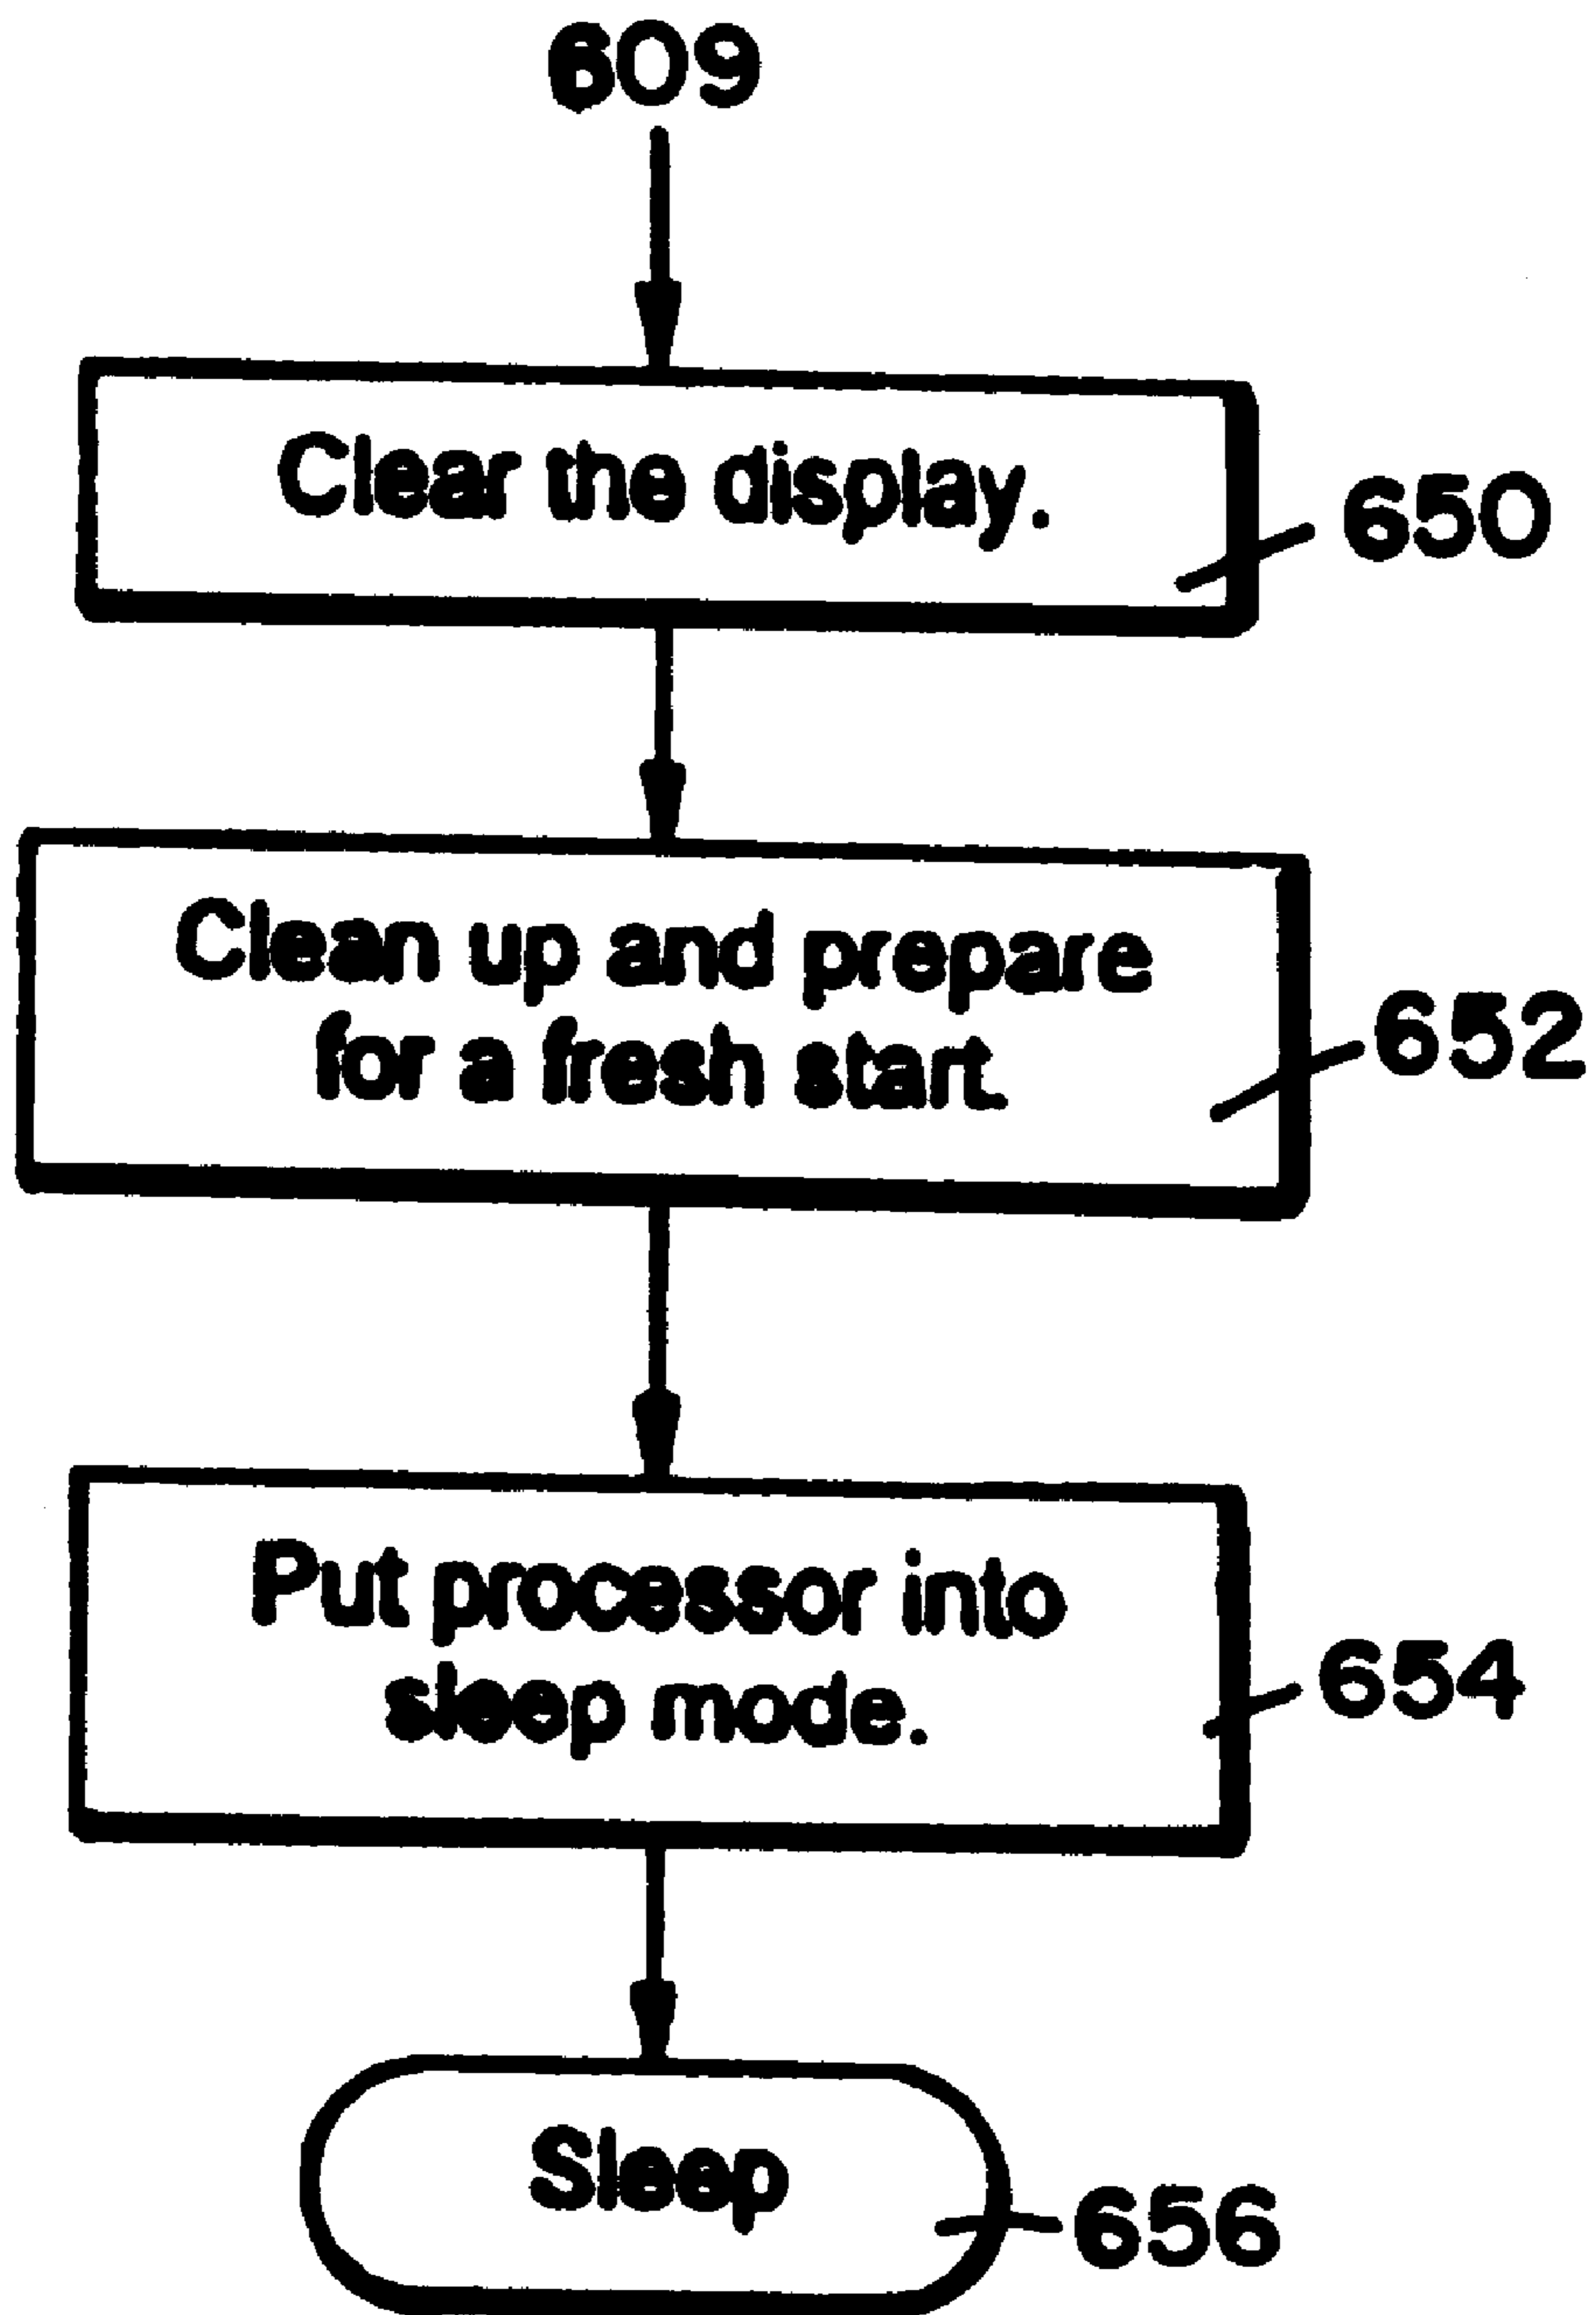 609
Clear the display.
650
Clean up and prepare
for a fresh start.
652
Put processor into
sleep mode.
654
Sleep
656